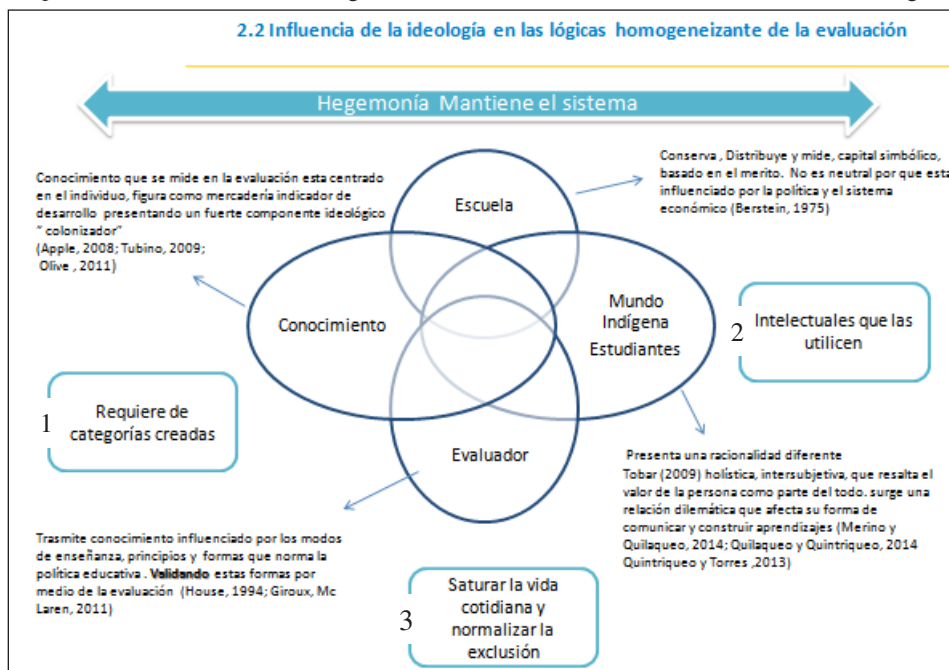 2.2 Influencia de la ideología en las lógicas homogeneizante de la evaluación
Hegemonía Mantiene el sistema
Conocimiento que se mide en la evaluación esta centrado
en el individuo, figura como mercadería indicador de
desarrollo presentando un fuerte componente ideológico
" colonizador"
(Apple, 2008; Tubino, 2009;
Olive , 2011)
Escuela
Conserva , Distribuye y mide, capital simbólico,
basado en el merito. No es neutral por que esta
influenciado por la política y el sistema
económico (Berstein, 1975)
Conocimiento
Mundo
Indígena
Estudiantes
2
Intelectuales que las
utilicen
1
Requiere de
categorías creadas
Evaluador
Presenta una racionalidad diferente
Tobar (2009) holística, intersubjetiva, que resalta el
valor de la persona como parte del todo. surge una
relación dilemática que afecta su forma de
comunicar y construir aprendizajes (Merino y
Quilaqueo, 2014; Quilaqueo y Quintriqueo, 2014
Quintriqueo y Torres ,2013)
Trasmite conocimiento influenciado por los modos
de enseñanza, principios y formas que norma la
política educativa . Validando estas formas por
medio de la evaluación (House, 1994; Giroux, Mc
Laren, 2011)
3
Saturar la vida
cotidiana y
normalizar la
exclusión